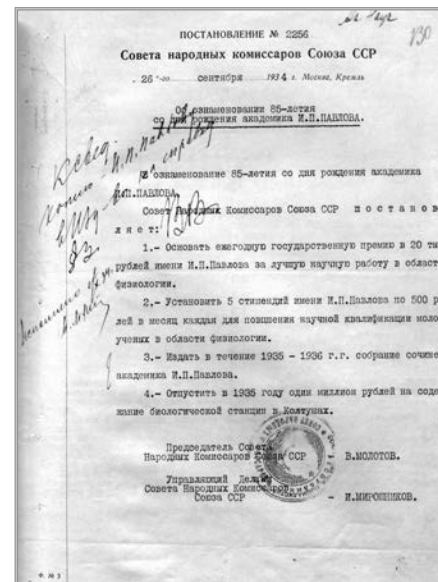 130
ПОСТАНОВЛЕНИЕ № 2256
Совета народных комиссаров Союза ССР
„ 26 "-го сентября 1934 г. Москва, Кремль
Об ознаменовании 85-летия
со дня рождения академика И.П.ПАВЛОВА.
И.П. Павлов
В ознаменование 85-летия со дня рождения академика
И.П.ПАВЛОВА,
Совет Народных Комиссаров Союза ССР п о с т а н о в
л я е т:
1.- Основать ежегодную государственную премию в 20 ты
рублей имени И.П.Павлова за лучшую научную работу в област
физиологии.
2.- Установить 5 стипендий имени И.П.Павлова по 500 р
лей в месяц каждая для повшения научной квалификации моло
ученых в области физиологии.
3.- Издать в течение 1935 - 1936 г.г. собрание сочине
академика И.П.Павлова.
4.- Отпустить в 1935 году один миллион рублей на соде
жание биологической станции в Колтушах.
Председатель Совета
Народных Комиссаров Союза ССР В.МОЛОТОВ.
Управляющий Делами
Совета Народных Комиссаров
Союза ССР - И.МИРОШНИКОВ.
Ф. № 3